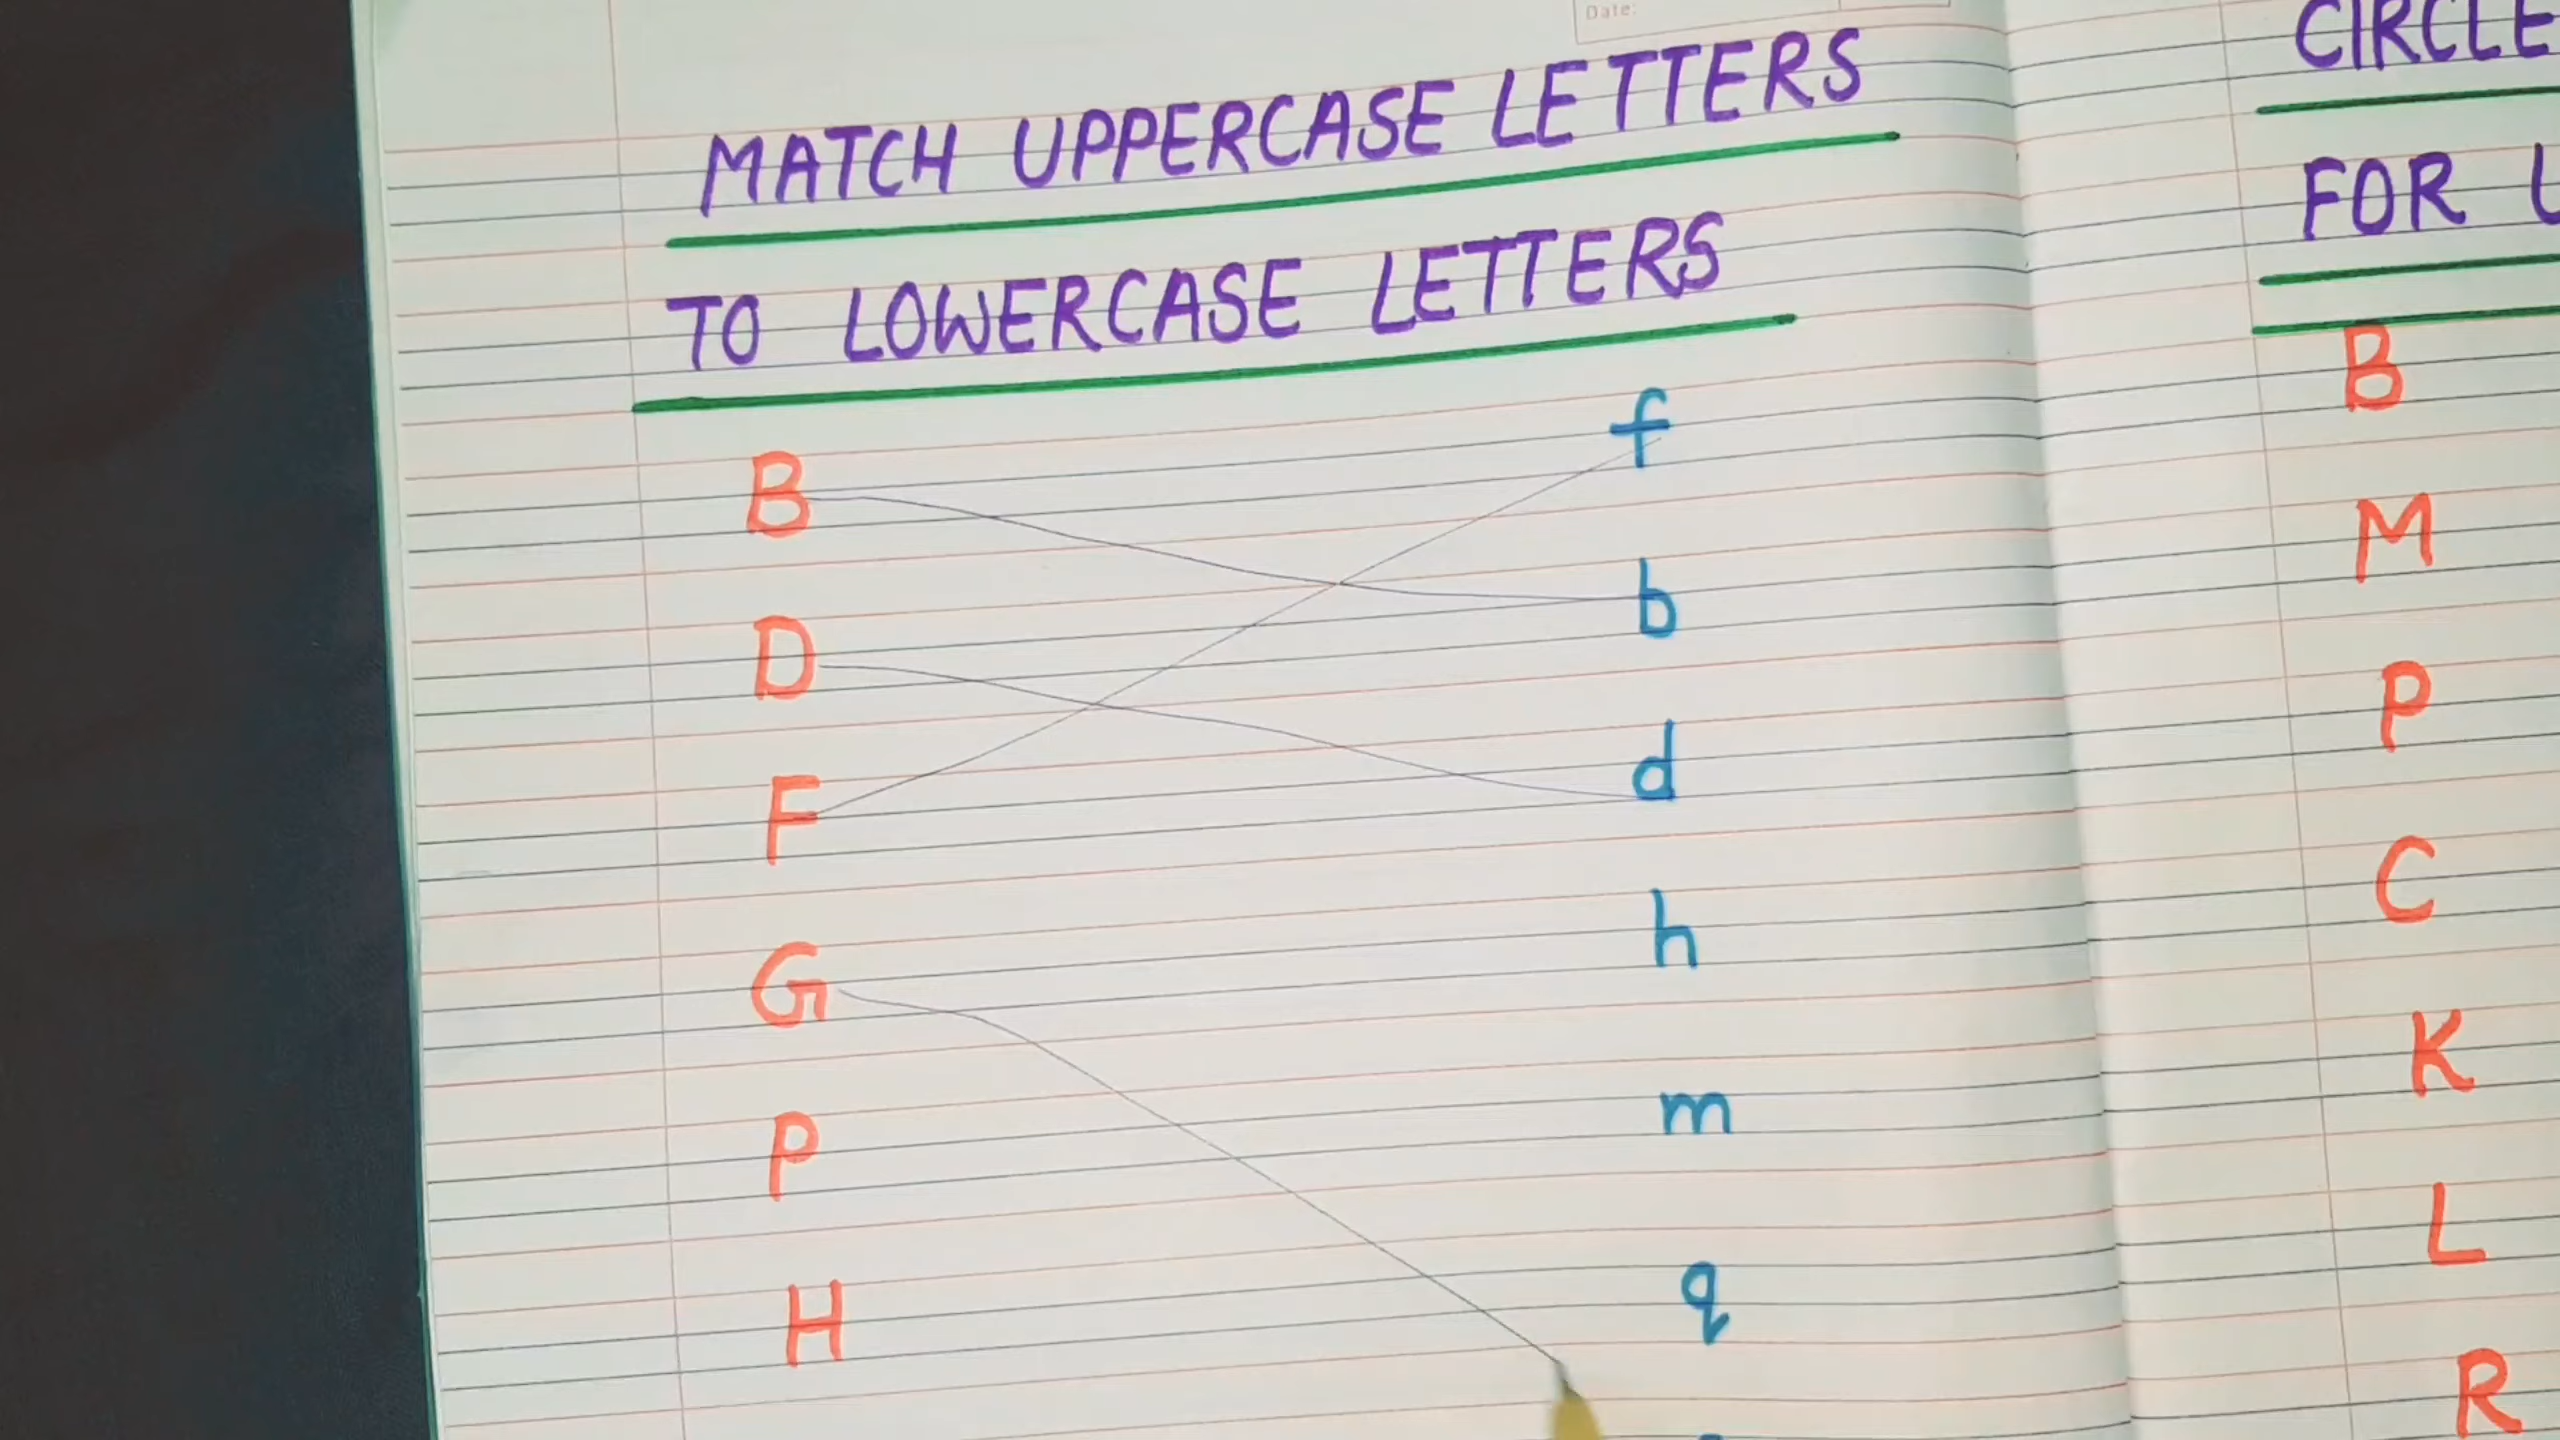 Date:
MATCH UPPERCASE LETTERS
TO LOWERCASE LETTERS
B f
D b
F d
G h
P m
H q
CIRCLE
FOR
B
M
P
C
K
L
R